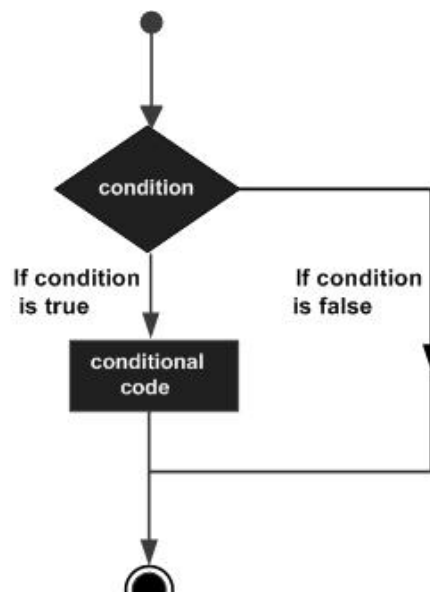 condition
If condition
is true
If condition
is false
conditional
code